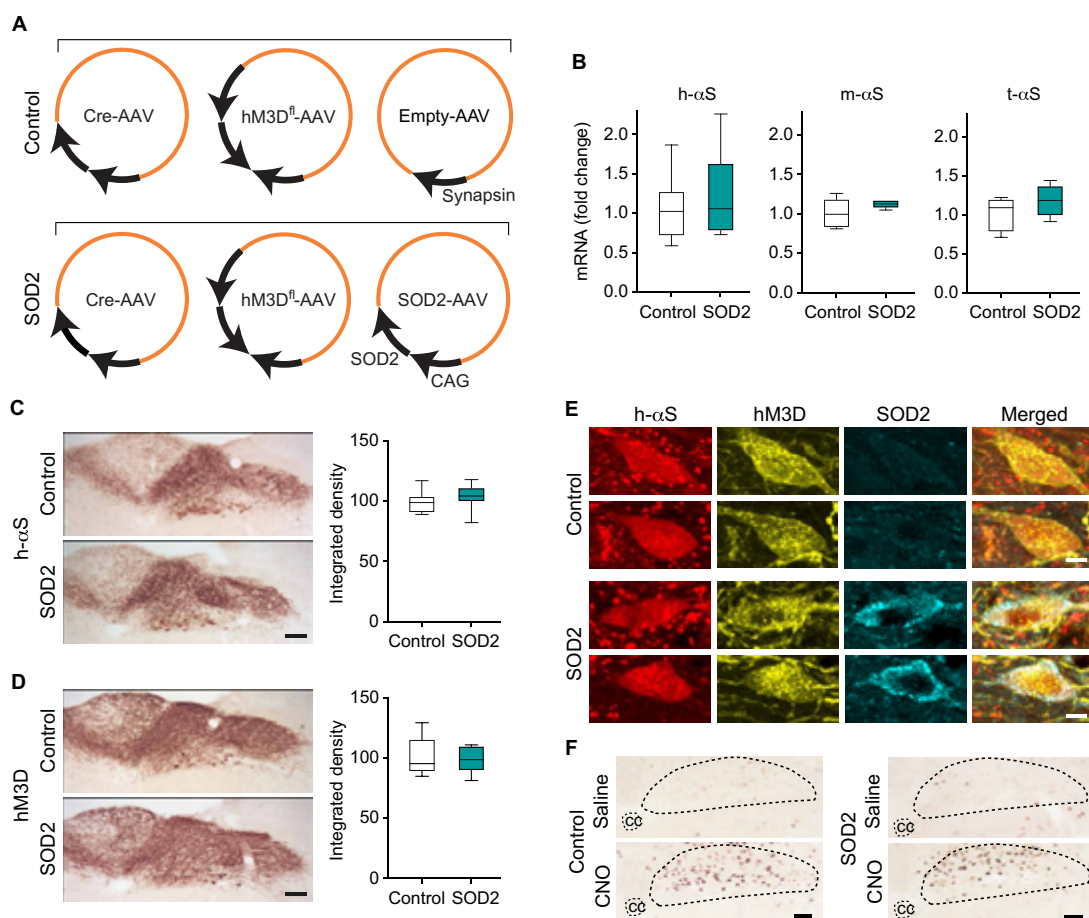 A
Control
Cre-AAV
hM3Dfl-AAV
Empty-AAV
Synapsin
SOD2
Cre-AAV
hM3Dfl-AAV
SOD2-AAV
SOD2
CAG
B
h-αS
m-αS
t-αS
mRNA (fold change)
2.0
1.5
1.0
0.5
0.0
Control SOD2
2.0
1.5
1.0
0.5
0.0
Control SOD2
2.0
1.5
1.0
0.5
0.0
Control SOD2
C
h-αS
Control
SOD2
Integrated density
150
100
50
0
Control SOD2
D
hM3D
Control
SOD2
Integrated density
150
100
50
0
Control SOD2
E
h-αS hM3D SOD2 Merged
Control
SOD2
F
Control
Saline
cc
CNO
cc
SOD2
Saline
cc
CNO
cc